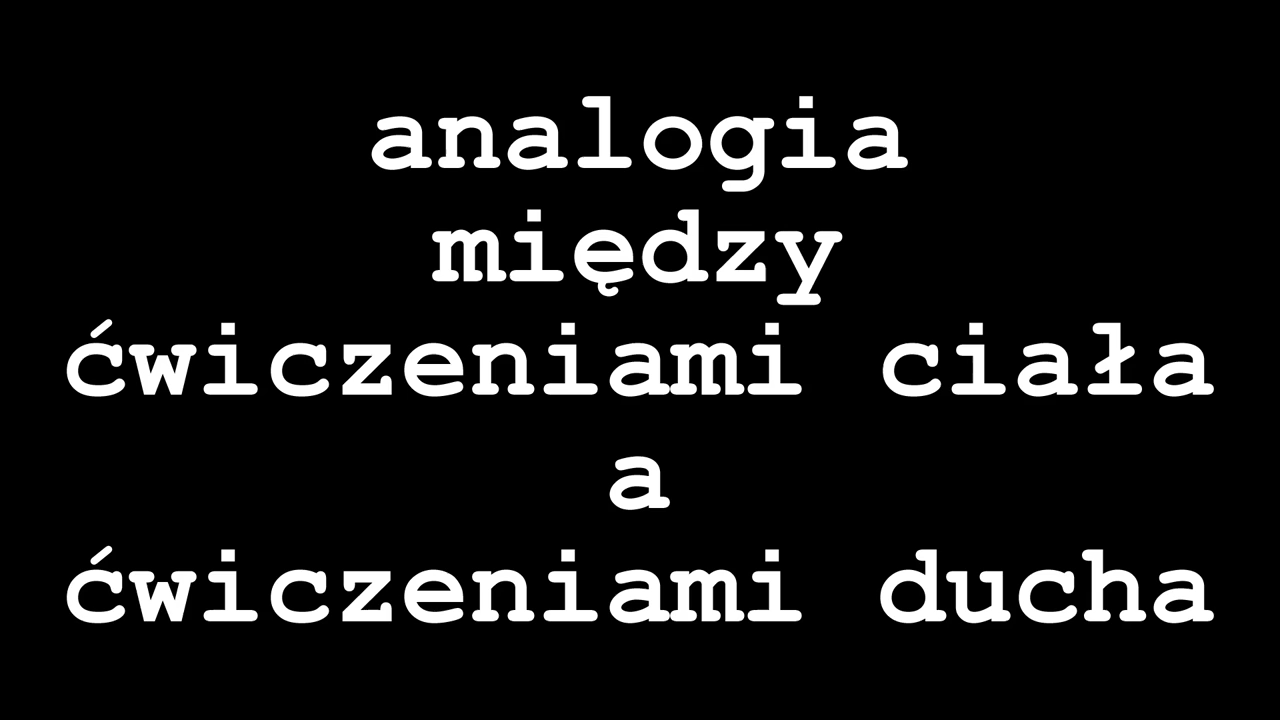 analogia
między
ćwiczeniami ciała
a
ćwiczeniami ducha